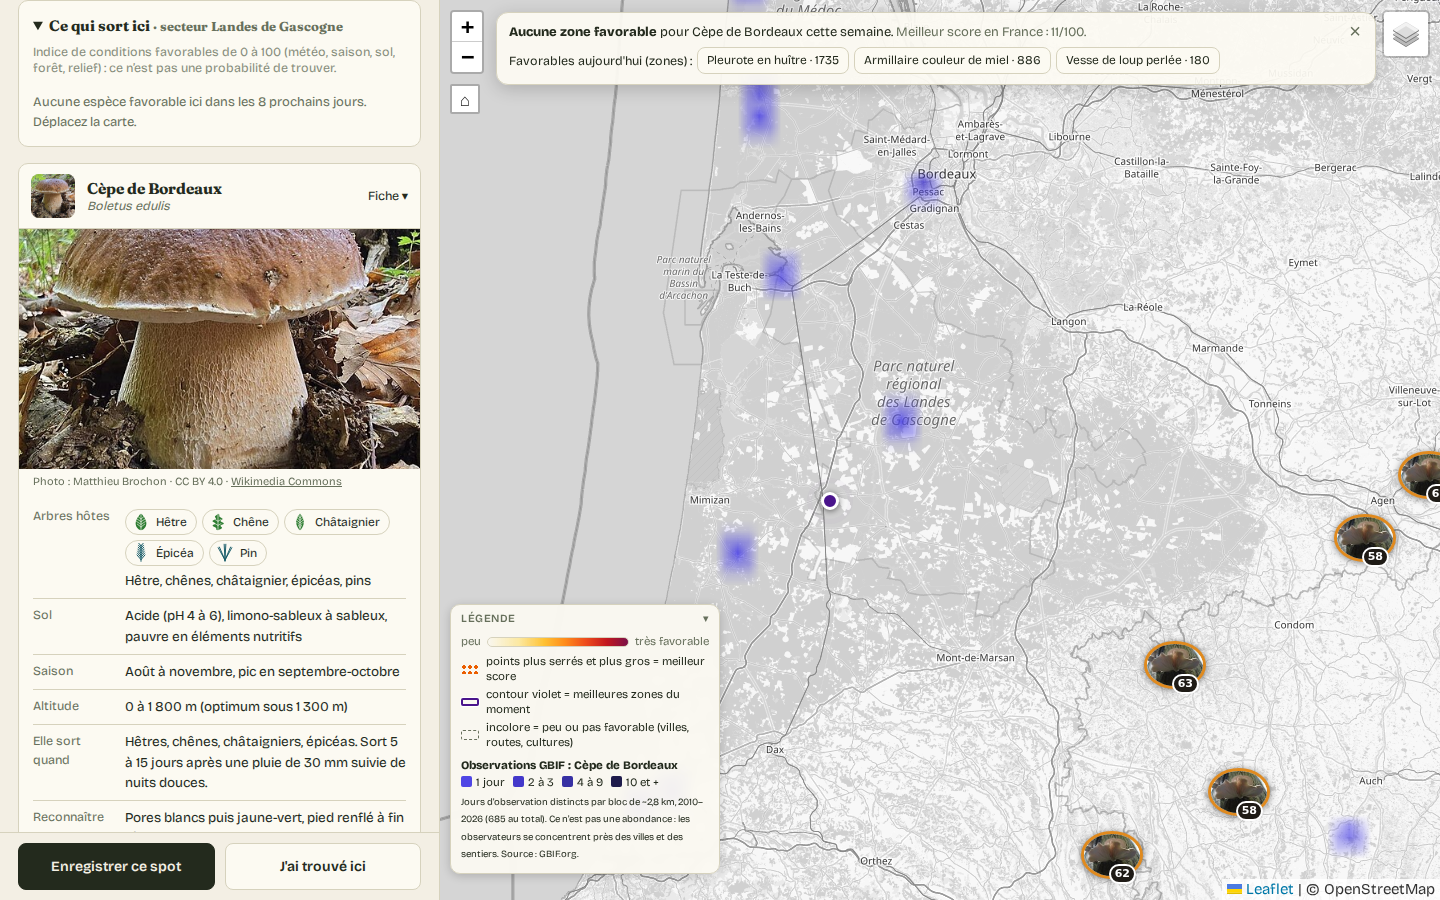 ▼ Ce qui sort ici · secteur Landes de Gascogne
Indice de conditions favorables de 0 à 100 (météo, saison, sol,
forêt, relief) : ce n'est pas une probabilité de trouver.
Aucune espèce favorable ici dans les 8 prochains jours.
Déplacez la carte.
Cèpe de Bordeaux
Boletus edulis
Fiche ▾
Photo : Matthieu Brochon · CC BY 4.0 · Wikimedia Commons
Arbres hôtes
Hêtre
Chêne
Châtaignier
Épicéa
Pin
Hêtre, chênes, châtaignier, épicéas, pins
Sol
Acide (pH 4 à 6), limono-sableux à sableux,
pauvre en éléments nutritifs
Saison
Août à novembre, pic en septembre-octobre
Altitude
0 à 1 800 m (optimum sous 1 300 m)
Elle sort
quand
Hêtres, chênes, châtaigniers, épicéas. Sort 5
à 15 jours après une pluie de 30 mm suivie de
nuits douces.
Reconnaître
Pores blancs puis jaune-vert, pied renflé à fin
Enregistrer ce spot
J'ai trouvé ici
+
−
⌂
Aucune zone favorable pour Cèpe de Bordeaux cette semaine. Meilleur score en France : 11/100.
×
Favorables aujourd'hui (zones) :
Pleurote en huître · 1735
Armillaire couleur de miel · 886
Vesse de loup perlée · 180
du Médoc
La Roche-
Vergt
Ménestérol
Saint-Médard-
en-Jalles
Ambarès-
et-Lagrave
Lormont
Libourne
Castillon-la-
Bataille
Sainte-Foy-
la-Grande
Bergerac
Lalinde
Bordeaux
Pessac
Gradignan
Cestas
Andernos-
les-Bains
Parc naturel
marin du
Bassin
d'Arcachon
La Teste-de-
Buch
Eymet
La Réole
Langon
Marmande
Parc naturel
régional
des Landes
de Gascogne
Villeneuve-
sur-Lot
Tonneins
Mimizan
Agen
6
58
Condom
Mont-de-Marsan
63
Dax
58
Auch
62
Orthez
LÉGENDE
▾
peu
très favorable
points plus serrés et plus gros = meilleur
score
contour violet = meilleures zones du
moment
incolore = peu ou pas favorable (villes,
routes, cultures)
Observations GBIF : Cèpe de Bordeaux
1 jour
2 à 3
4 à 9
10 et +
Jours d'observation distincts par bloc de ~2,8 km, 2010–
2026 (685 au total). Ce n'est pas une abondance : les
observateurs se concentrent près des villes et des
sentiers. Source : GBIF.org.
Leaflet | © OpenStreetMap